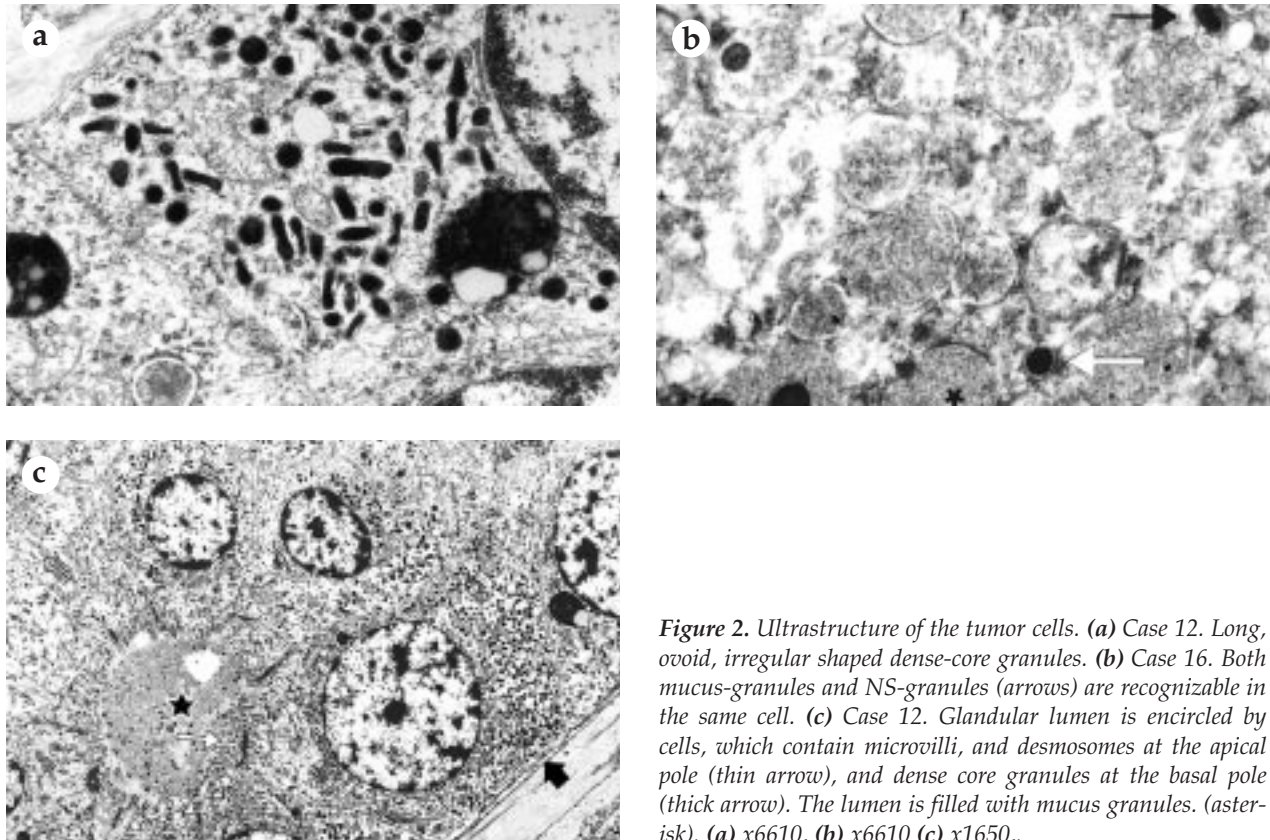 a
b
c
Figure 2. Ultrastructure of the tumor cells. (a) Case 12. Long,
ovoid, irregular shaped dense-core granules. (b) Case 16. Both
mucus-granules and NS-granules (arrows) are recognizable in
the same cell. (c) Case 12. Glandular lumen is encircled by
cells, which contain microvilli, and desmosomes at the apical
pole (thin arrow), and dense core granules at the basal pole
(thick arrow). The lumen is filled with mucus granules. (aster-
isk). (a) x6610, (b) x6610 (c) x1650..